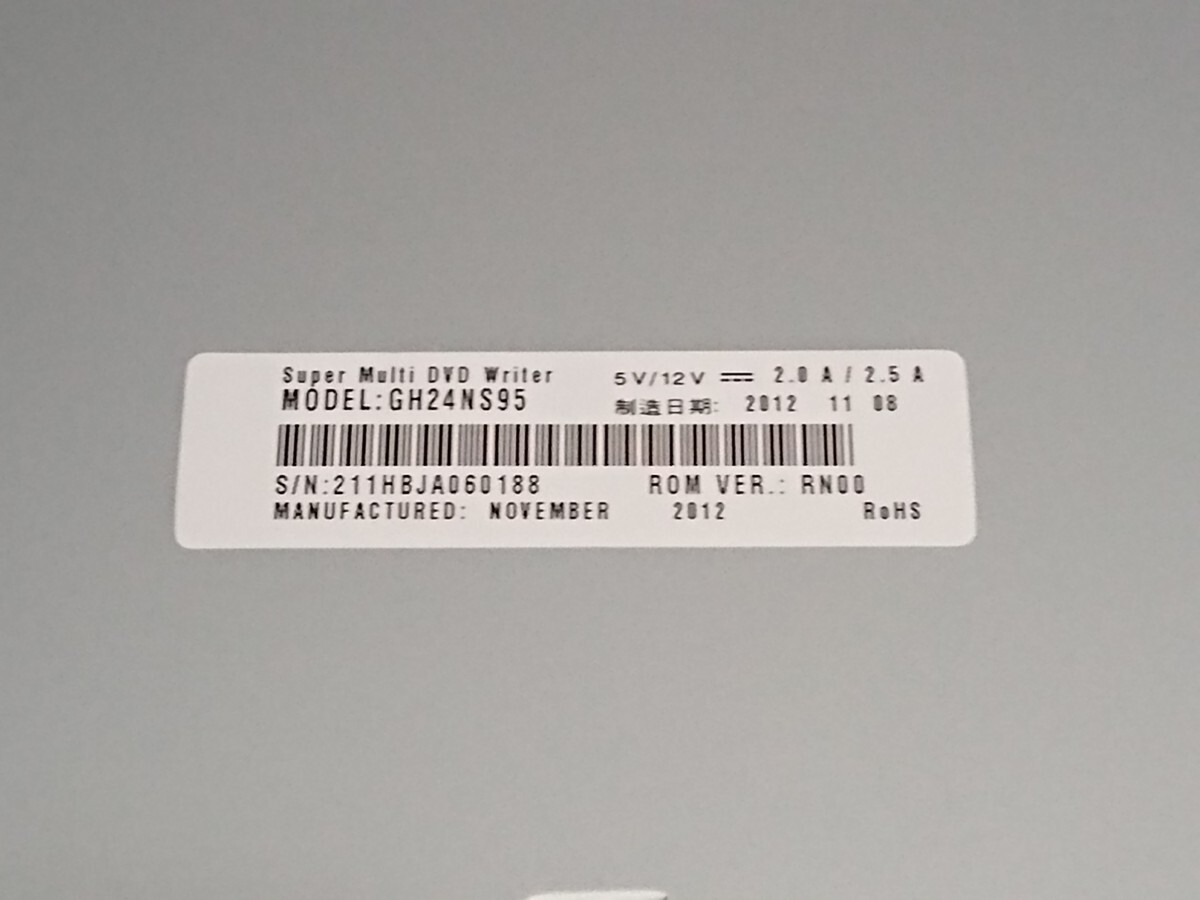 Super Multi DVD Writer 5V/12V ⎓ 2.0 A / 2.5 A
MODEL:GH24NS95 制造日期: 2012 11 08
S/N:211HBJA060188 ROM VER.: RN00
MANUFACTURED: NOVEMBER 2012 RoHS